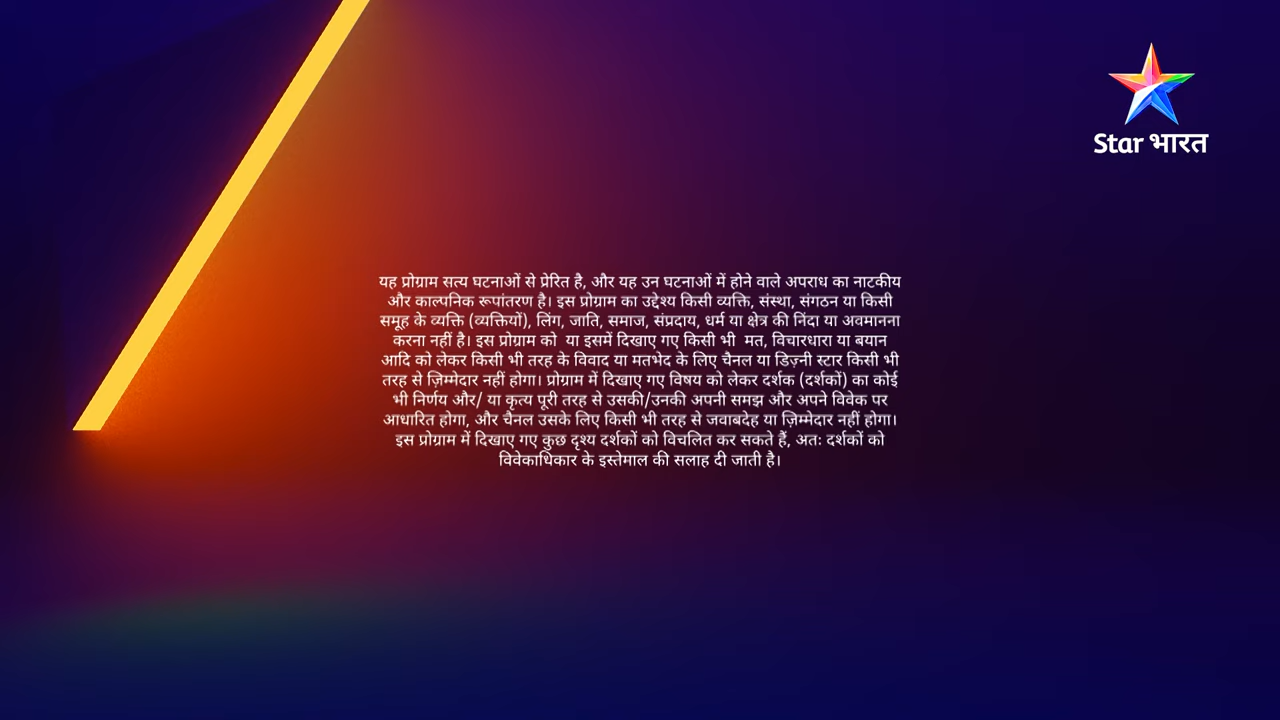 Star भारत
यह प्रोग्राम सत्य घटनाओं से प्रेरित है, और यह उन घटनाओं में होने वाले अपराध का नाटकीय
और काल्पनिक रूपांतरण है। इस प्रोग्राम का उद्देश्य किसी व्यक्ति, संस्था, संगठन या किसी
समूह के व्यक्ति (व्यक्तियों), लिंग, जाति, समाज, संप्रदाय, धर्म या क्षेत्र की निंदा या अवमानना
करना नहीं है। इस प्रोग्राम को  या इसमें दिखाए गए किसी भी  मत, विचारधारा या बयान
आदि को लेकर किसी भी तरह के विवाद या मतभेद के लिए चैनल या डिज़्नी स्टार किसी भी
तरह से ज़िम्मेदार नहीं होगा। प्रोग्राम में दिखाए गए विषय को लेकर दर्शक (दर्शकों) का कोई
भी निर्णय और/ या कृत्य पूरी तरह से उसकी/उनकी अपनी समझ और अपने विवेक पर
आधारित होगा, और चैनल उसके लिए किसी भी तरह से जवाबदेह या ज़िम्मेदार नहीं होगा।
इस प्रोग्राम में दिखाए गए कुछ दृश्य दर्शकों को विचलित कर सकते हैं, अतः दर्शकों को
विवेकाधिकार के इस्तेमाल की सलाह दी जाती है।